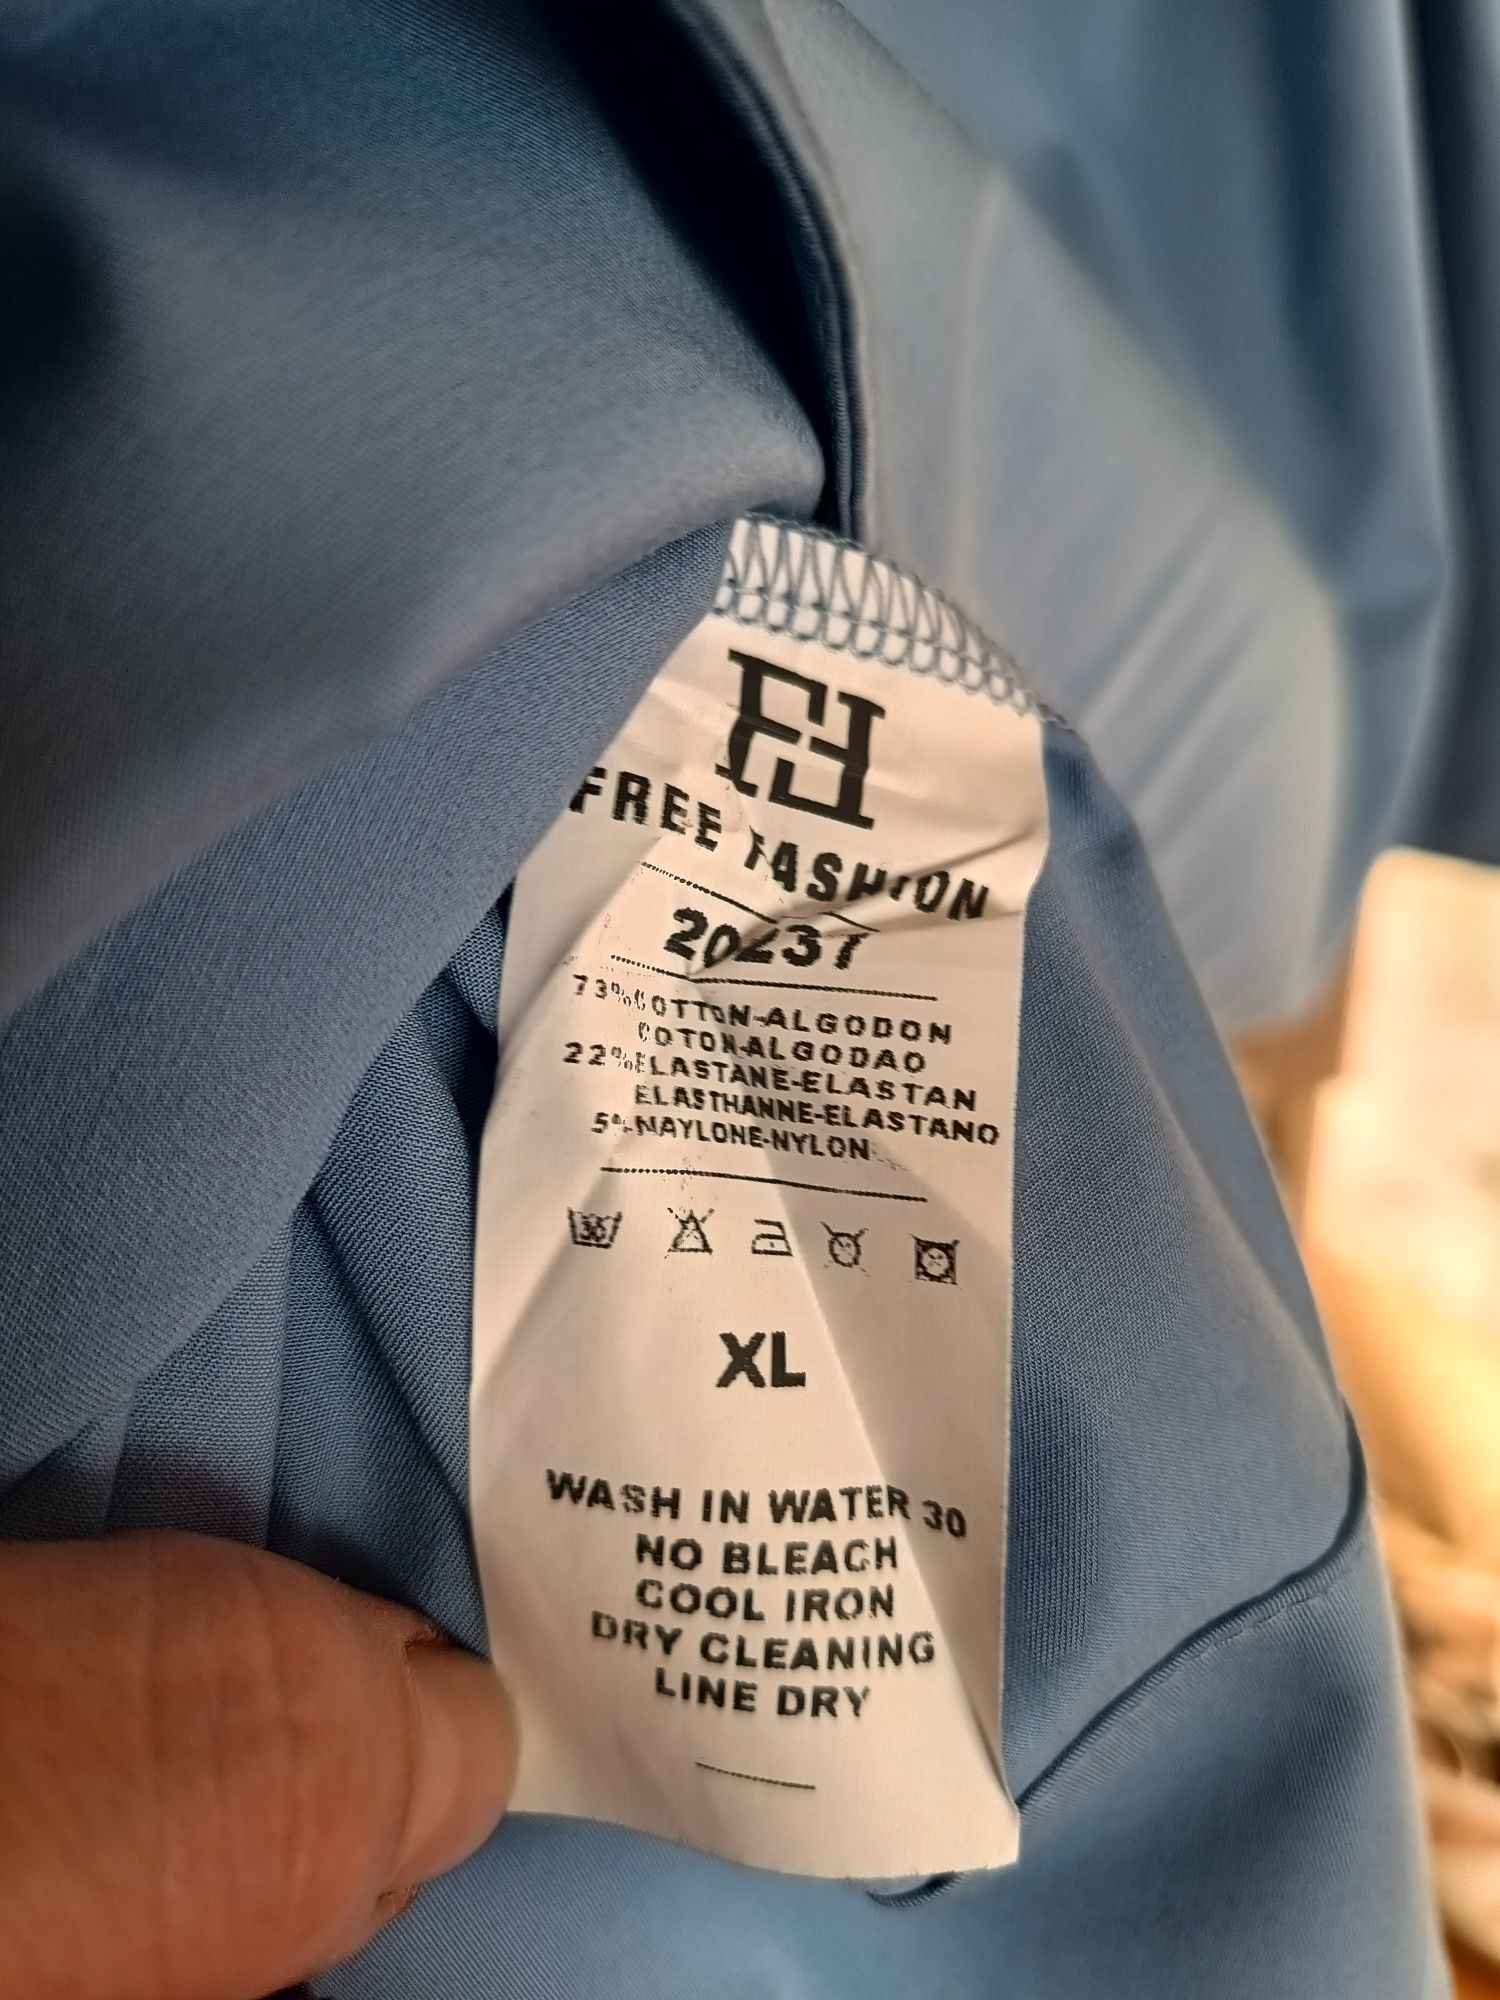 FREE FASHION
20237
73%COTTON-ALGODON
COTON-ALGODAO
22%ELASTANE-ELASTAN
ELASTHANNE-ELASTANO
5%NAYLONE-NYLON
30
XL
WASH IN WATER 30
NO BLEACH
COOL IRON
DRY CLEANING
LINE DRY